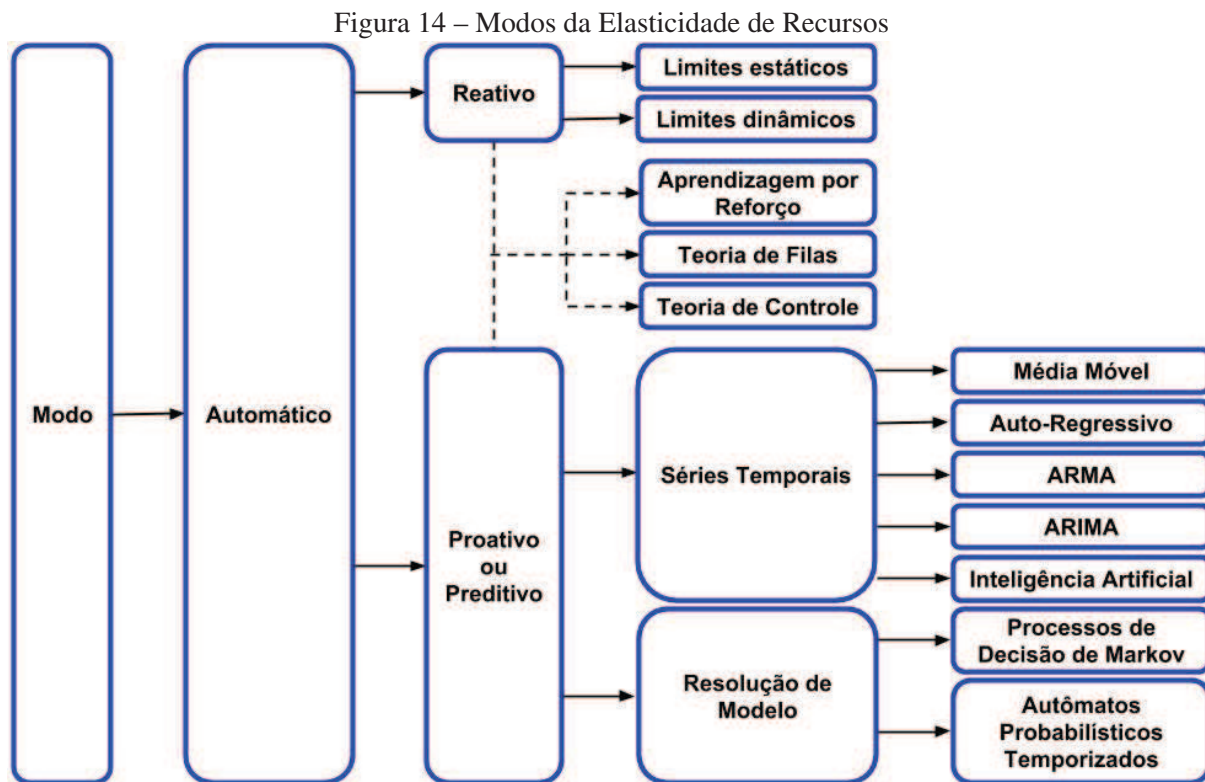 Figura 14 – Modos da Elasticidade de Recursos
Modo
Automático
Reativo
Limites estáticos
Limites dinâmicos
Aprendizagem por
Reforço
Teoria de Filas
Teoria de Controle
Proativo
ou
Preditivo
Séries Temporais
Média Móvel
Auto-Regressivo
ARMA
ARIMA
Inteligência Artificial
Resolução de
Modelo
Processos de
Decisão de Markov
Autômatos
Probabilísticos
Temporizados